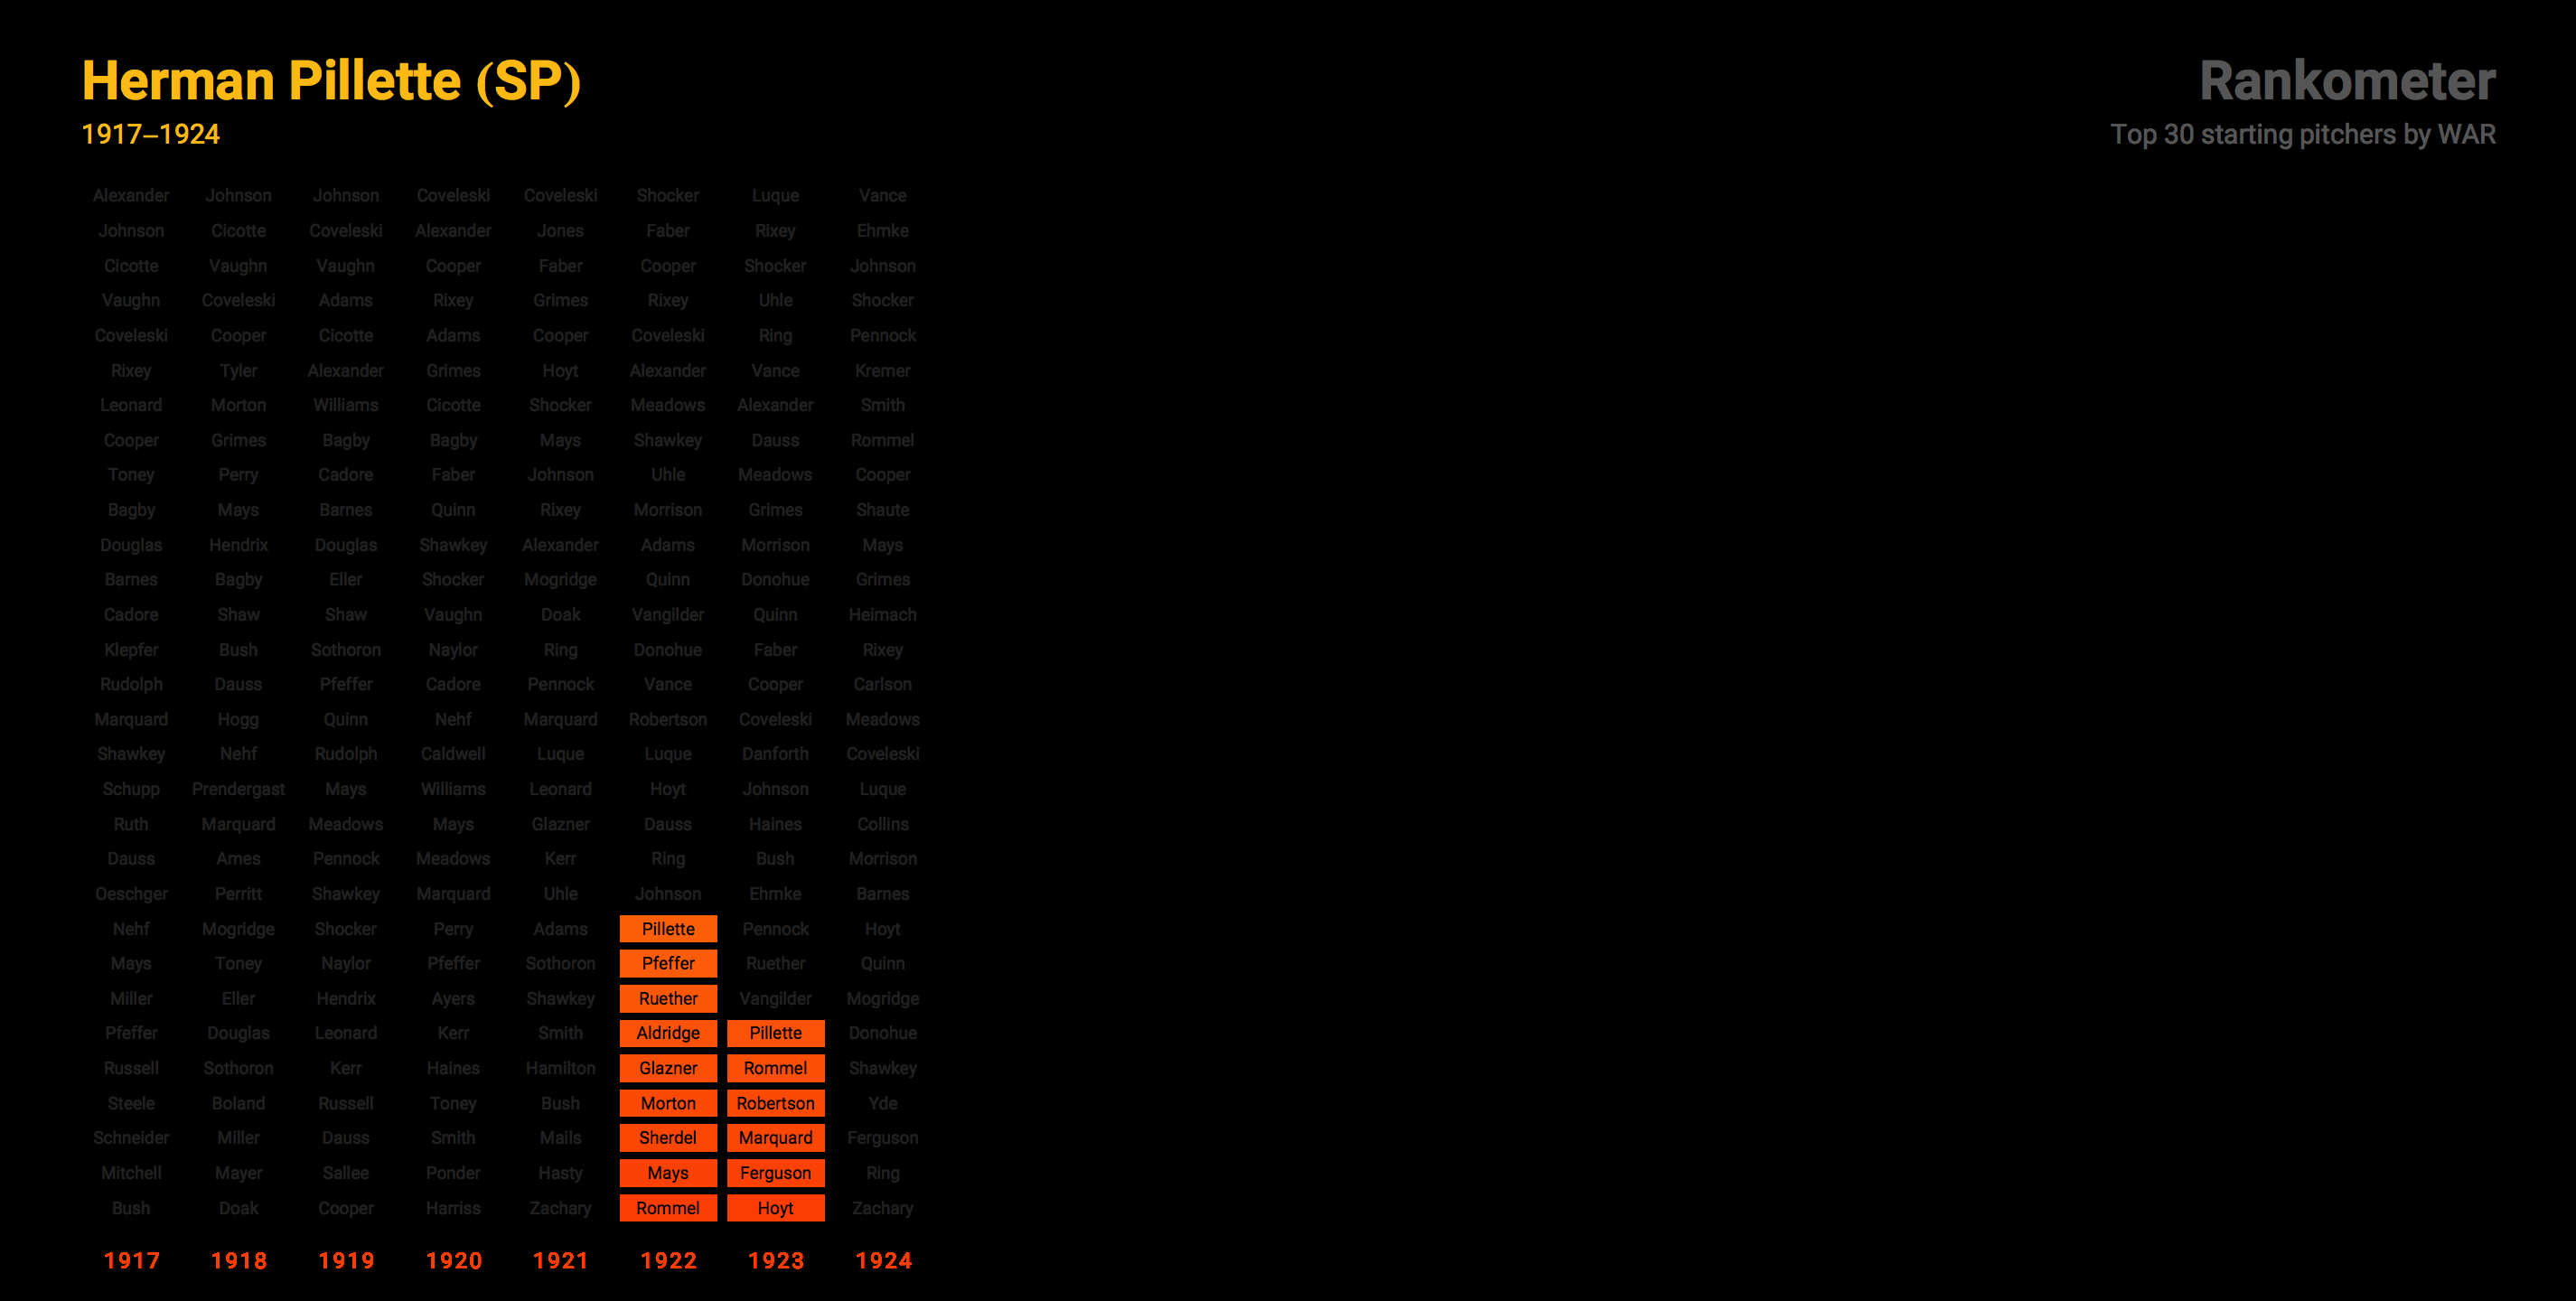 Herman Pillette (SP)
1917–1924
Rankometer
Top 30 starting pitchers by WAR
Alexander Johnson Johnson Coveleski Coveleski Shocker Luque Vance
Johnson Cicotte Coveleski Alexander Jones Faber Rixey Ehmke
Cicotte Vaughn Vaughn Cooper Faber Cooper Shocker Johnson
Vaughn Coveleski Adams Rixey Grimes Rixey Uhle Shocker
Coveleski Cooper Cicotte Adams Cooper Coveleski Ring Pennock
Rixey Tyler Alexander Grimes Hoyt Alexander Vance Kremer
Leonard Morton Williams Cicotte Shocker Meadows Alexander Smith
Cooper Grimes Bagby Bagby Mays Shawkey Dauss Rommel
Toney Perry Cadore Faber Johnson Uhle Meadows Cooper
Bagby Mays Barnes Quinn Rixey Morrison Grimes Shaute
Douglas Hendrix Douglas Shawkey Alexander Adams Morrison Mays
Barnes Bagby Eller Shocker Mogridge Quinn Donohue Grimes
Cadore Shaw Shaw Vaughn Doak Vangilder Quinn Heimach
Klepfer Bush Sothoron Naylor Ring Donohue Faber Rixey
Rudolph Dauss Pfeffer Cadore Pennock Vance Cooper Carlson
Marquard Hogg Quinn Nehf Marquard Robertson Coveleski Meadows
Shawkey Nehf Rudolph Caldwell Luque Luque Danforth Coveleski
Schupp Prendergast Mays Williams Leonard Hoyt Johnson Luque
Ruth Marquard Meadows Mays Glazner Dauss Haines Collins
Dauss Ames Pennock Meadows Kerr Ring Bush Morrison
Oeschger Perritt Shawkey Marquard Uhle Johnson Ehmke Barnes
Nehf Mogridge Shocker Perry Adams Pillette Pennock Hoyt
Mays Toney Naylor Pfeffer Sothoron Pfeffer Ruether Quinn
Miller Eller Hendrix Ayers Shawkey Ruether Vangilder Mogridge
Pfeffer Douglas Leonard Kerr Smith Aldridge Pillette Donohue
Russell Sothoron Kerr Haines Hamilton Glazner Rommel Shawkey
Steele Boland Russell Toney Bush Morton Robertson Yde
Schneider Miller Dauss Smith Mails Sherdel Marquard Ferguson
Mitchell Mayer Sallee Ponder Hasty Mays Ferguson Ring
Bush Doak Cooper Harriss Zachary Rommel Hoyt Zachary
1917 1918 1919 1920 1921 1922 1923 1924